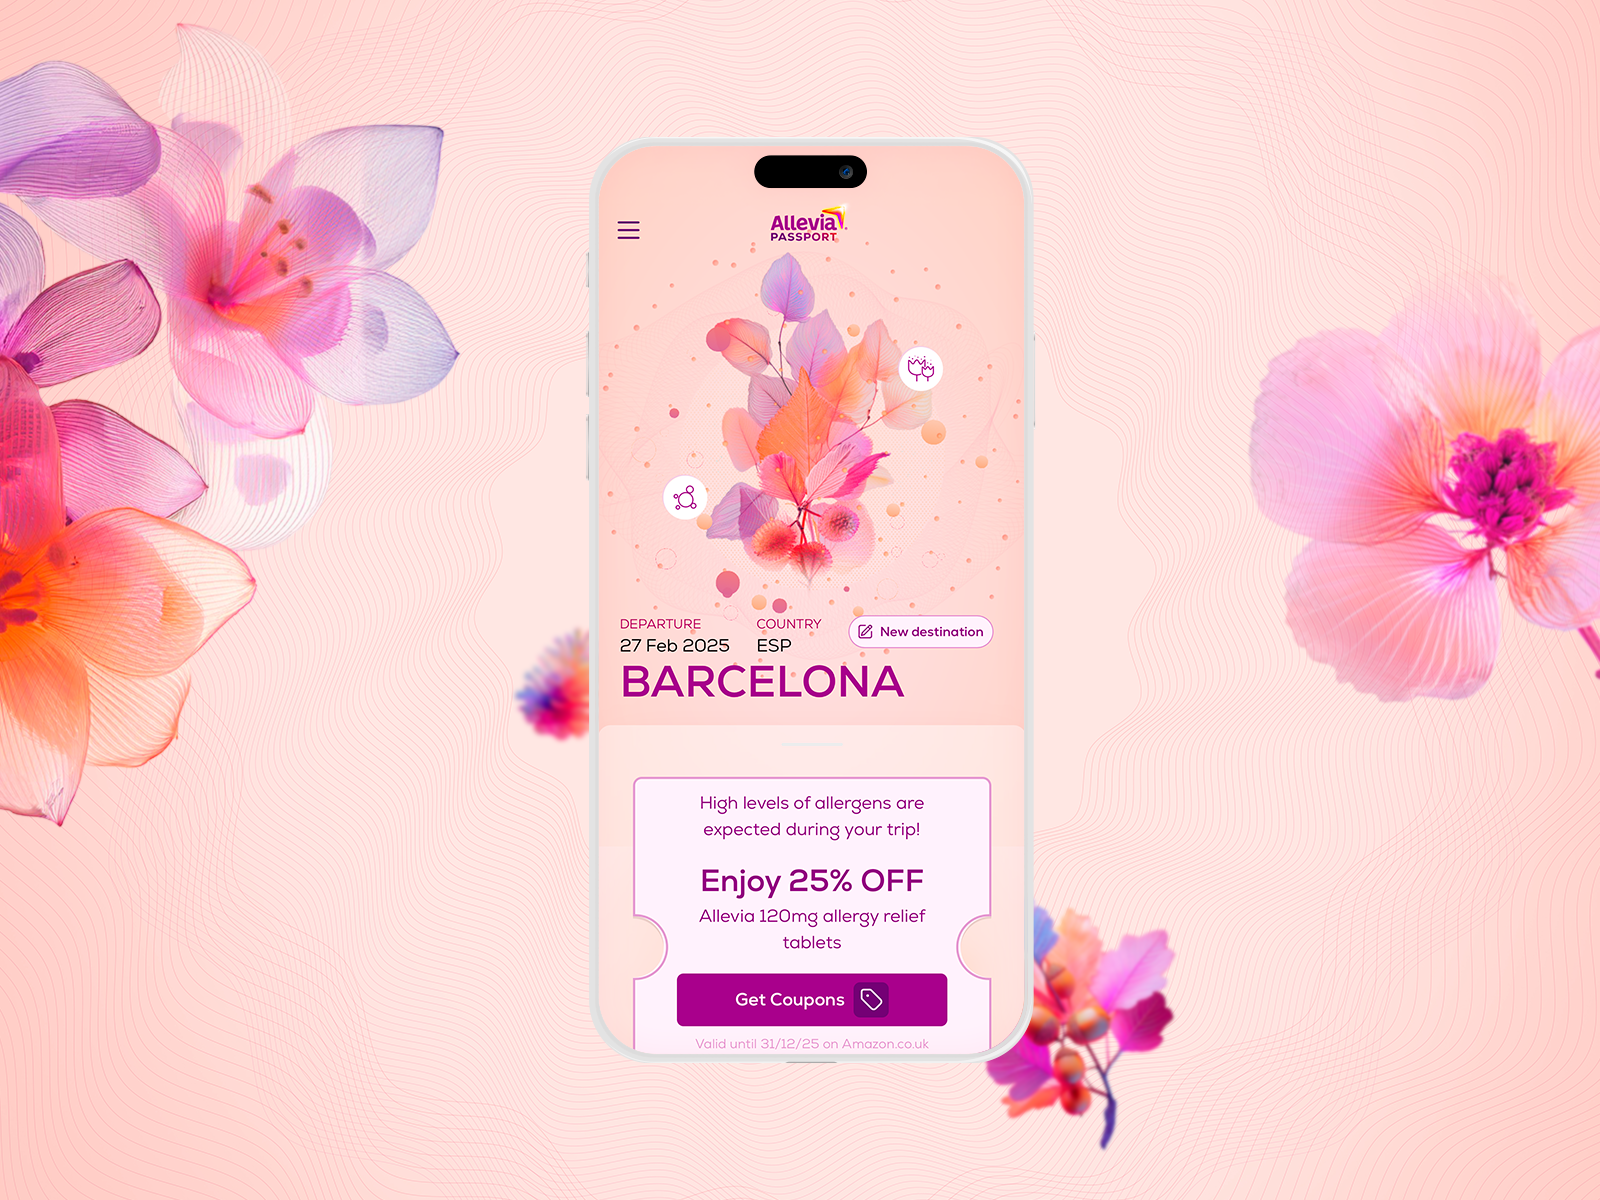 Allevia
PASSPORT
DEPARTURE
27 Feb 2025
COUNTRY
ESP
New destination
BARCELONA
High levels of allergens are
expected during your trip!
Enjoy 25% OFF
Allevia 120mg allergy relief
tablets
Get Coupons
Valid until 31/12/25 on Amazon.co.uk